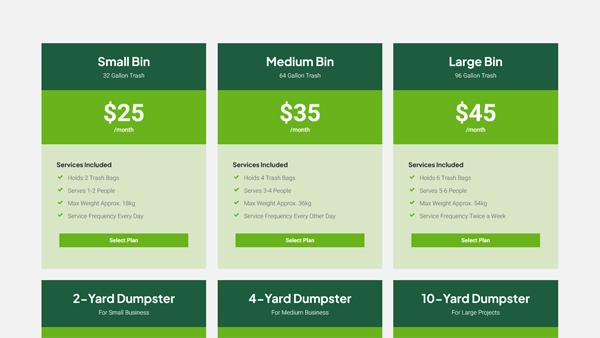 Small Bin
32 Gallon Trash
$25
/month
Services Included
Holds 2 Trash Bags
Serves 1-2 People
Max Weight Approx. 18kg
Service Frequency Every Day
Select Plan
Medium Bin
64 Gallon Trash
$35
/month
Services Included
Holds 4 Trash Bags
Serves 3-4 People
Max Weight Approx. 36kg
Service Frequency Every Other Day
Select Plan
Large Bin
96 Gallon Trash
$45
/month
Services Included
Holds 6 Trash Bags
Serves 5-6 People
Max Weight Approx. 54kg
Service Frequency Twice a Week
Select Plan
2-Yard Dumpster
For Small Business
4-Yard Dumpster
For Medium Business
10-Yard Dumpster
For Large Projects